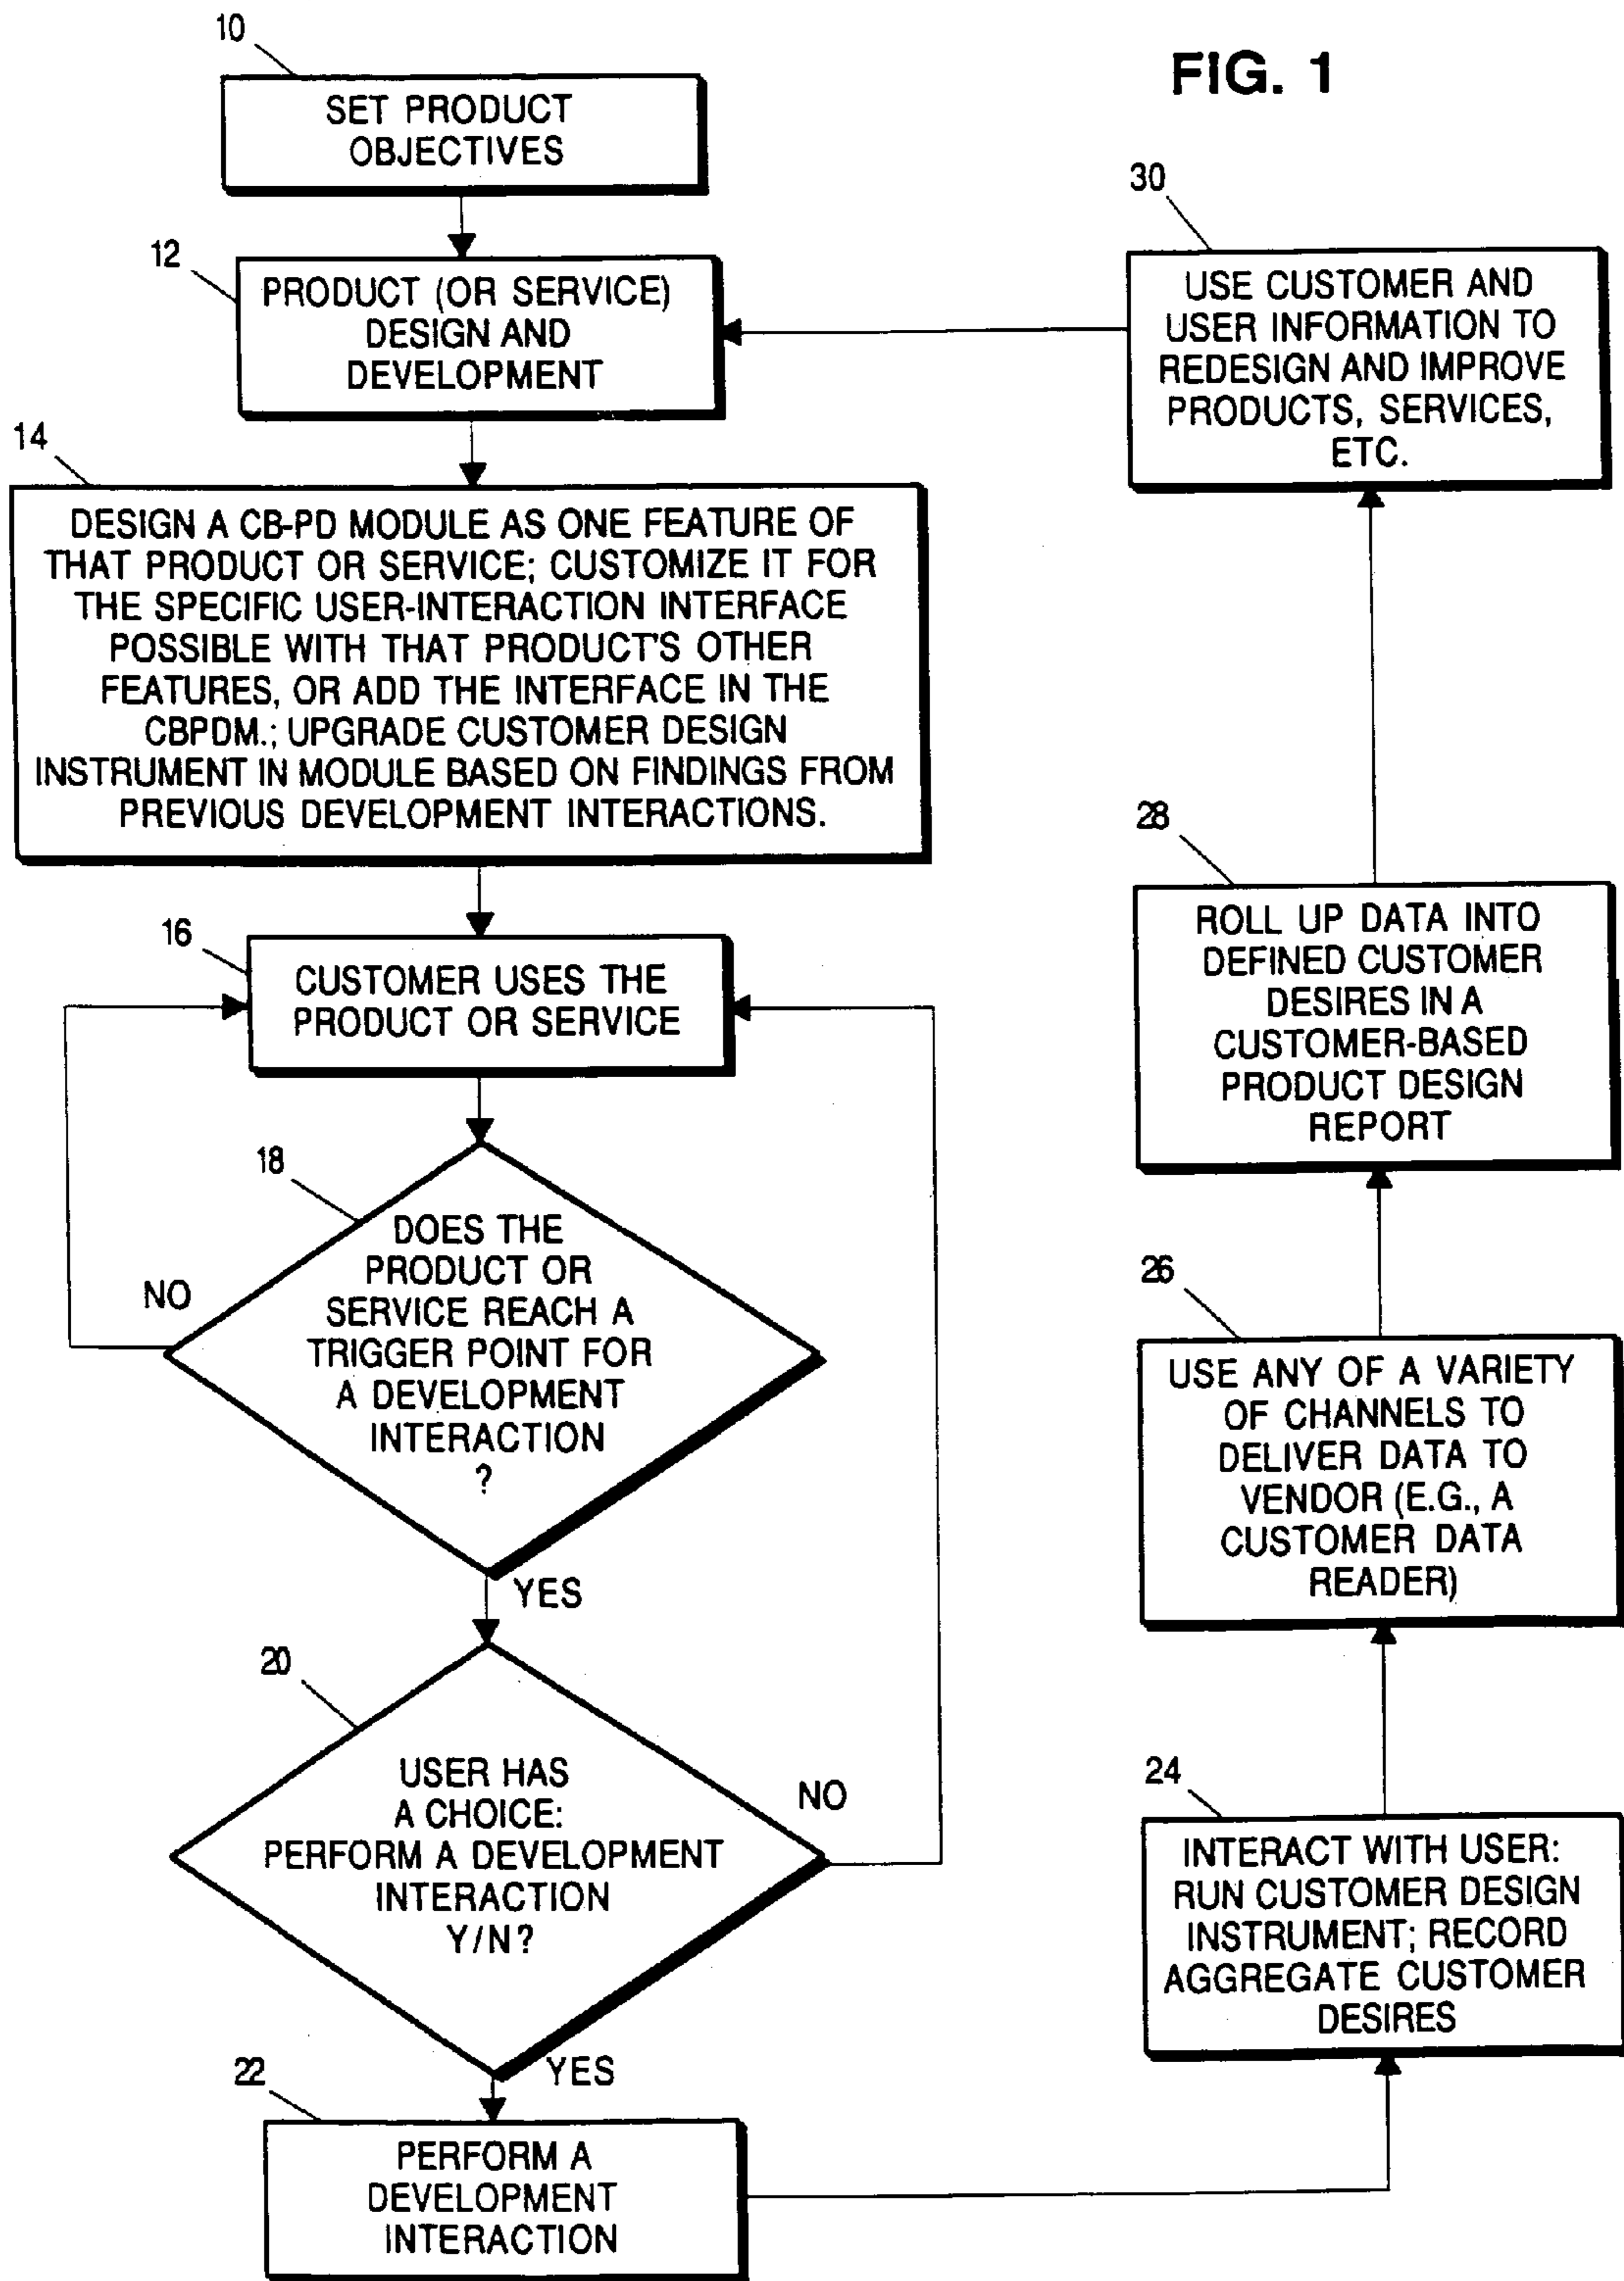 FIG. 1
10
SET PRODUCT
OBJECTIVES
12
PRODUCT (OR SERVICE)
DESIGN AND
DEVELOPMENT
14
DESIGN A CB-PD MODULE AS ONE FEATURE OF
THAT PRODUCT OR SERVICE; CUSTOMIZE IT FOR
THE SPECIFIC USER-INTERACTION INTERFACE
POSSIBLE WITH THAT PRODUCT'S OTHER
FEATURES, OR ADD THE INTERFACE IN THE
CBPDM.; UPGRADE CUSTOMER DESIGN
INSTRUMENT IN MODULE BASED ON FINDINGS FROM
PREVIOUS DEVELOPMENT INTERACTIONS.
16
CUSTOMER USES THE
PRODUCT OR SERVICE
18
DOES THE
PRODUCT OR
SERVICE REACH A
TRIGGER POINT FOR
A DEVELOPMENT
INTERACTION
?
NO
YES
20
USER HAS
A CHOICE:
PERFORM A DEVELOPMENT
INTERACTION
Y/N?
NO
YES
22
PERFORM A
DEVELOPMENT
INTERACTION
24
INTERACT WITH USER:
RUN CUSTOMER DESIGN
INSTRUMENT; RECORD
AGGREGATE CUSTOMER
DESIRES
26
USE ANY OF A VARIETY
OF CHANNELS TO
DELIVER DATA TO
VENDOR (E.G., A
CUSTOMER DATA
READER)
28
ROLL UP DATA INTO
DEFINED CUSTOMER
DESIRES IN A
CUSTOMER-BASED
PRODUCT DESIGN
REPORT
30
USE CUSTOMER AND
USER INFORMATION TO
REDESIGN AND IMPROVE
PRODUCTS, SERVICES,
ETC.